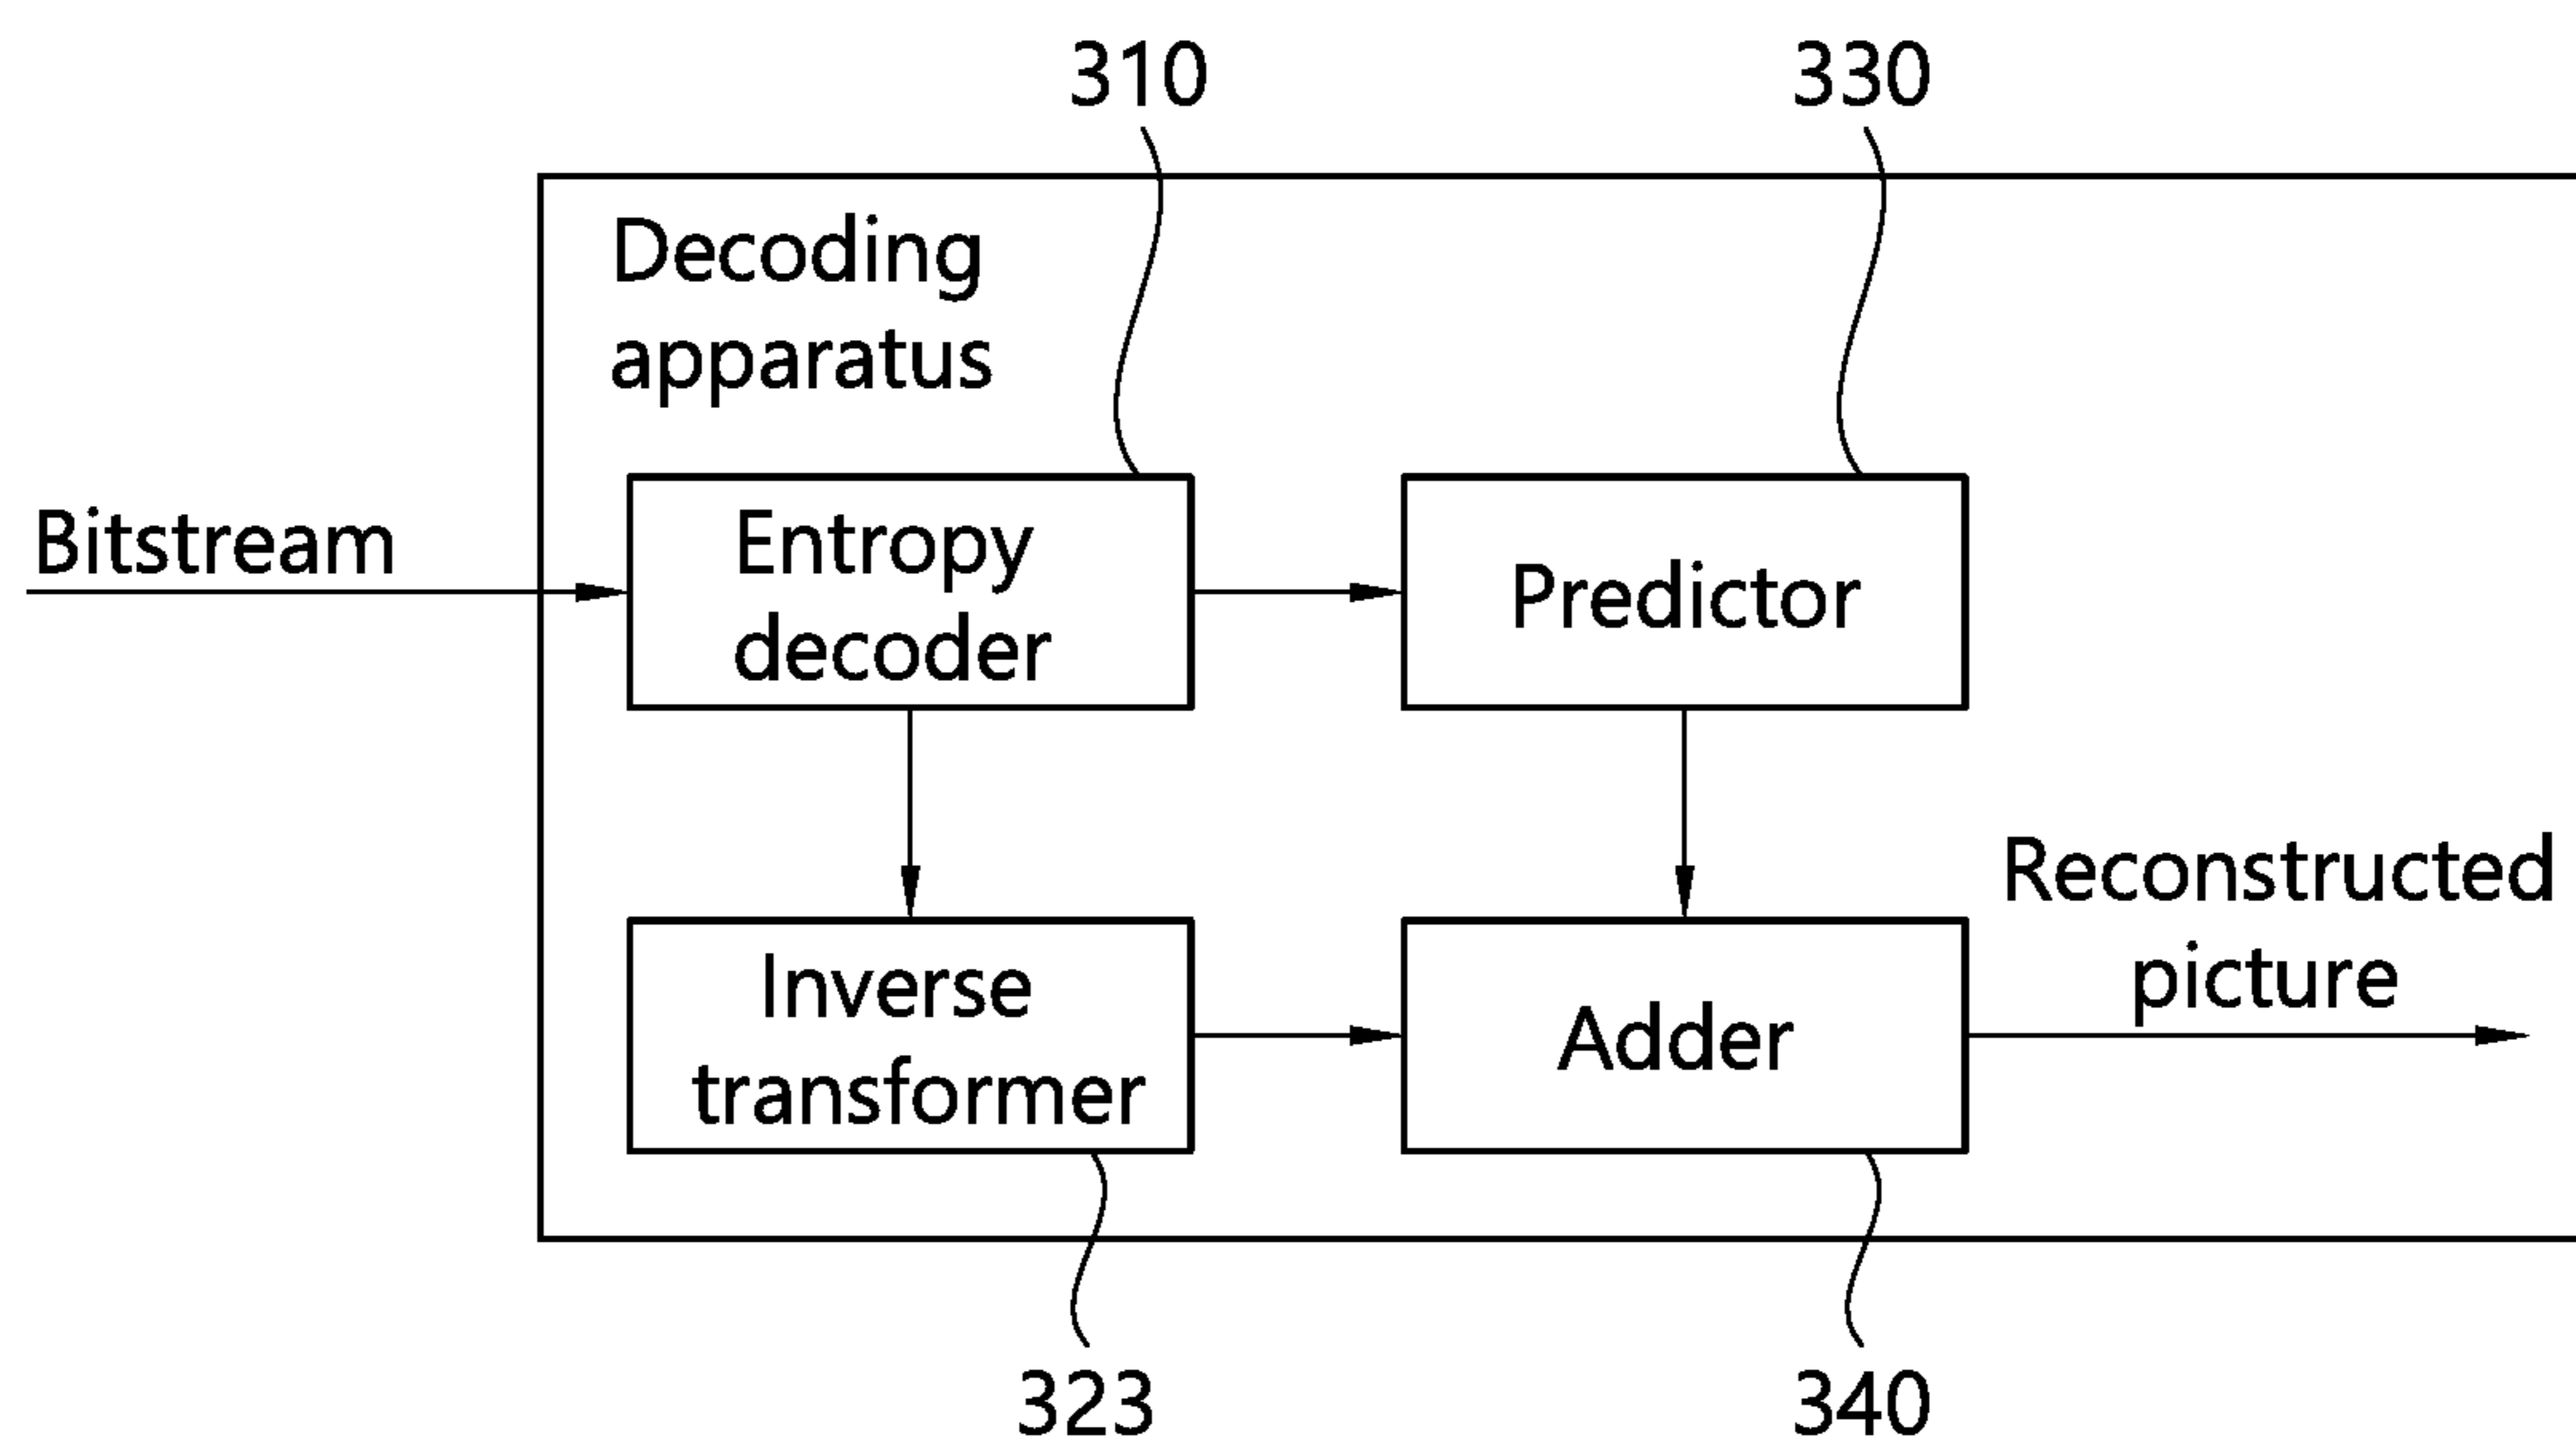 310
330
Decoding
apparatus
Bitstream
Entropy
decoder
Predictor
Reconstructed
picture
Inverse
transformer
Adder
323
340